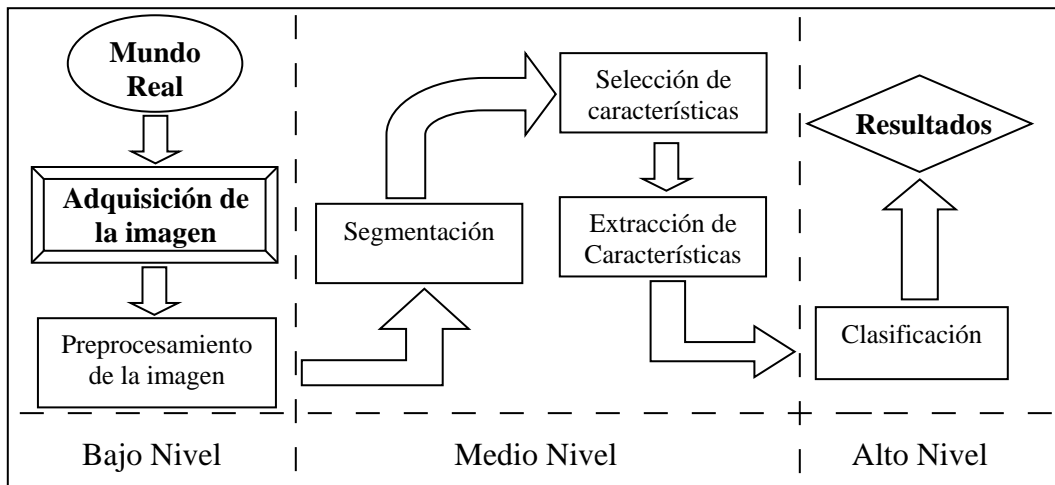 Mundo
Real
Adquisición de
la imagen
Preprocesamiento
de la imagen
Segmentación
Selección de
características
Extracción de
Características
Clasificación
Resultados
Bajo Nivel
Medio Nivel
Alto Nivel